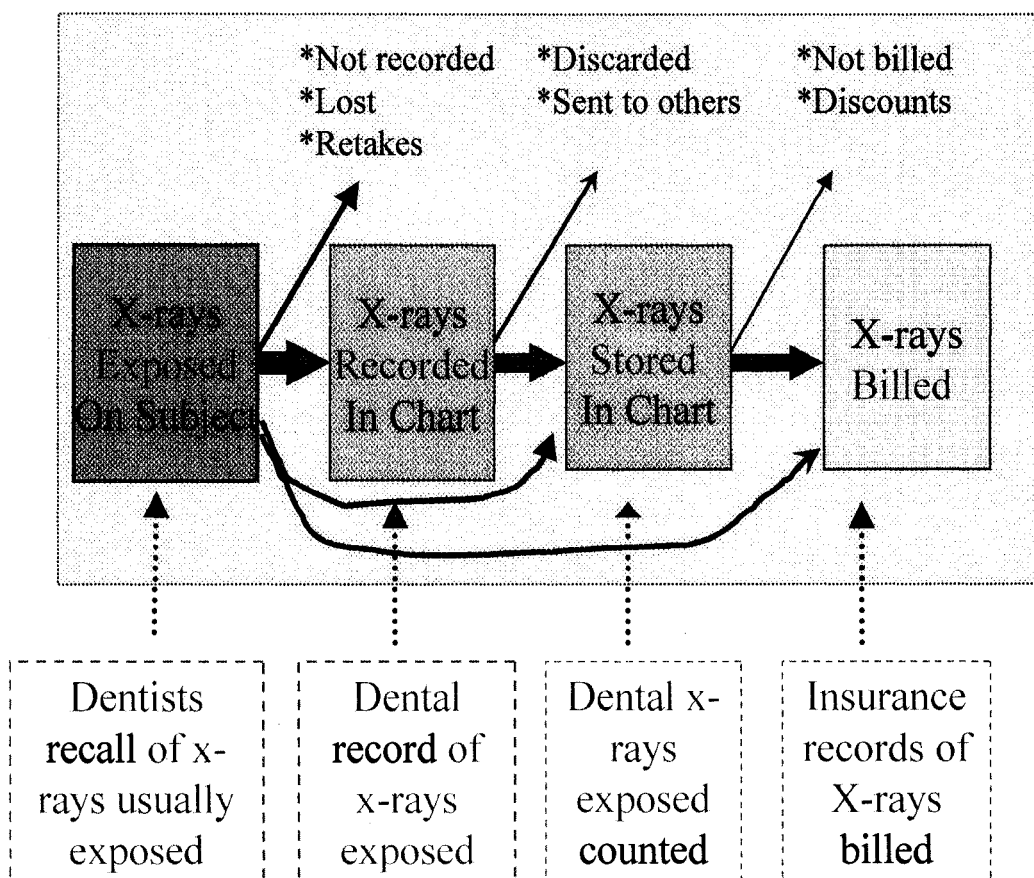 *Not recorded
*Lost
*Retakes
*Discarded
*Sent to others
*Not billed
*Discounts
X-rays
Exposed
On Subject
X-rays
Recorded
In Chart
X-rays
Stored
In Chart
X-rays
Billed
Dentists
recall of x-
rays usually
exposed
Dental
record of
x-rays
exposed
Dental x-
rays
exposed
counted
Insurance
records of
X-rays
billed